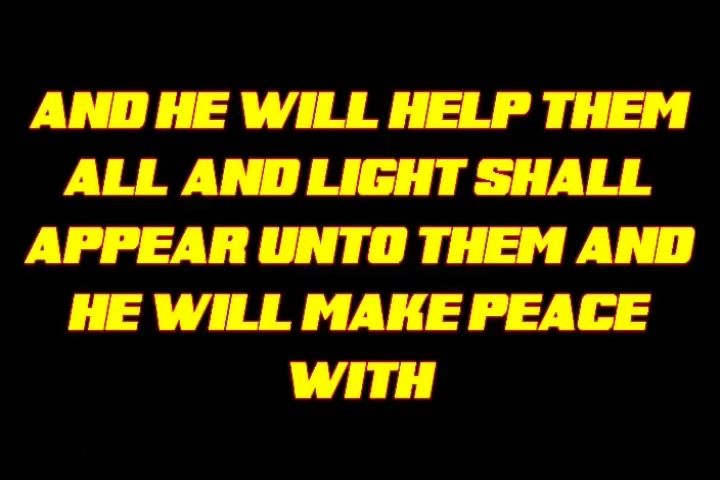 AND HE WILL HELP THEM
ALL AND LIGHT SHALL
APPEAR UNTO THEM AND
HE WILL MAKE PEACE
WITH